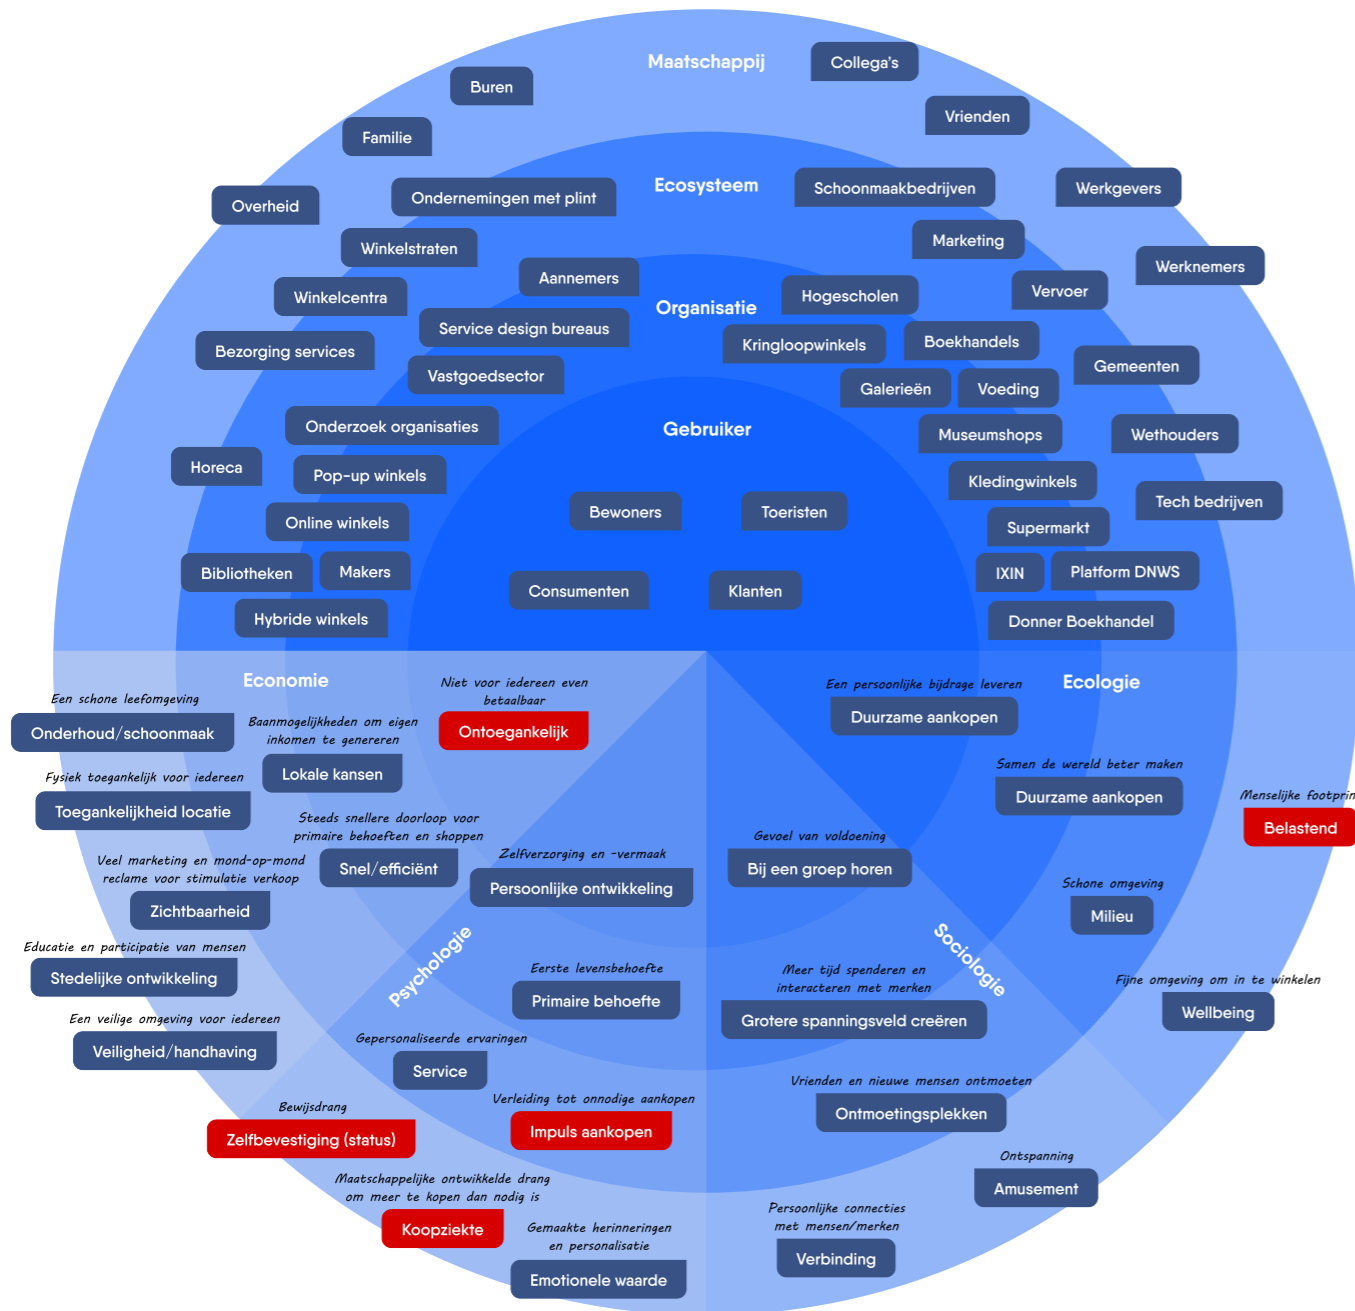 Maatschappij
Collega's
Buren
Vrienden
Familie
Ecosysteem
Schoonmaakbedrijven
Werkgevers
Ondernemingen met plint
Overheid
Marketing
Winkelstraten
Werknemers
Aannemers
Vervoer
Winkelcentra
Hogescholen
Organisatie
Service design bureaus
Kringloopwinkels
Boekhandels
Bezorging services
Gemeenten
Vastgoedsector
Galerieën
Voeding
Onderzoek organisaties
Gebruiker
Museumshops
Wethouders
Horeca
Pop-up winkels
Kledingwinkels
Tech bedrijven
Bewoners
Toeristen
Online winkels
Supermarkt
Bibliotheken
Makers
IXIN
Platform DNWS
Consumenten
Klanten
Hybride winkels
Donner Boekhandel
Economie
Een schone leefomgeving
Onderhoud/schoonmaak
Baanmogelijkheden om eigen
inkomen te genereren
Lokale kansen
Niet voor iedereen even
betaalbaar
Ontoegankelijk
Fysiek toegankelijk voor iedereen
Toegankelijkheid locatie
Steeds snellere doorloop voor
primaire behoeften en shoppen
Snel/efficiënt
Veel marketing en mond-op-mond
reclame voor stimulatie verkoop
Zichtbaarheid
Educatie en participatie van mensen
Stedelijke ontwikkeling
Een veilige omgeving voor iedereen
Veiligheid/handhaving
Psychologie
Zelfverzorging en -vermaak
Persoonlijke ontwikkeling
Eerste levensbehoefte
Primaire behoefte
Gepersonaliseerde ervaringen
Service
Bewijsdrang
Zelfbevestiging (status)
Verleiding tot onnodige aankopen
Impuls aankopen
Maatschappelijke ontwikkelde drang
om meer te kopen dan nodig is
Koopziekte
Gemaakte herinneringen
en personalisatie
Emotionele waarde
Sociologie
Gevoel van voldoening
Bij een groep horen
Meer tijd spenderen en
interacteren met merken
Grotere spanningsveld creëren
Vrienden en nieuwe mensen ontmoeten
Ontmoetingsplekken
Ontspanning
Amusement
Persoonlijke connecties
met mensen/merken
Verbinding
Ecologie
Een persoonlijke bijdrage leveren
Duurzame aankopen
Samen de wereld beter maken
Duurzame aankopen
Menselijke footprin
Belastend
Schone omgeving
Milieu
Fijne omgeving om in te winkelen
Wellbeing